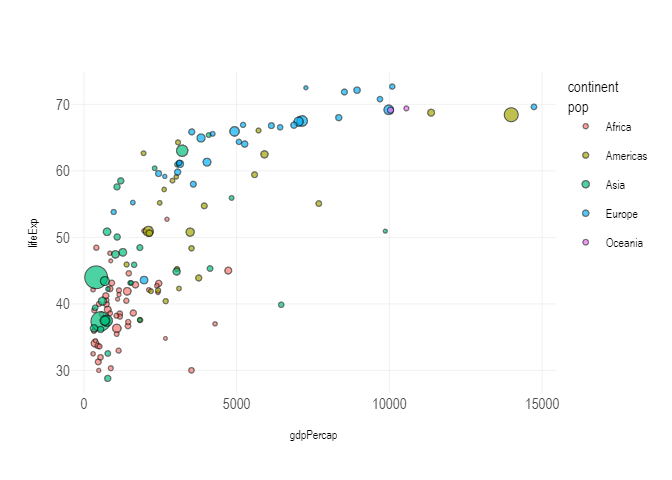 continent
pop
Africa
Americas
Asia
Europe
Oceania
70
60
50
40
30
0
5000
10000
15000
lifeExp
gdpPercap